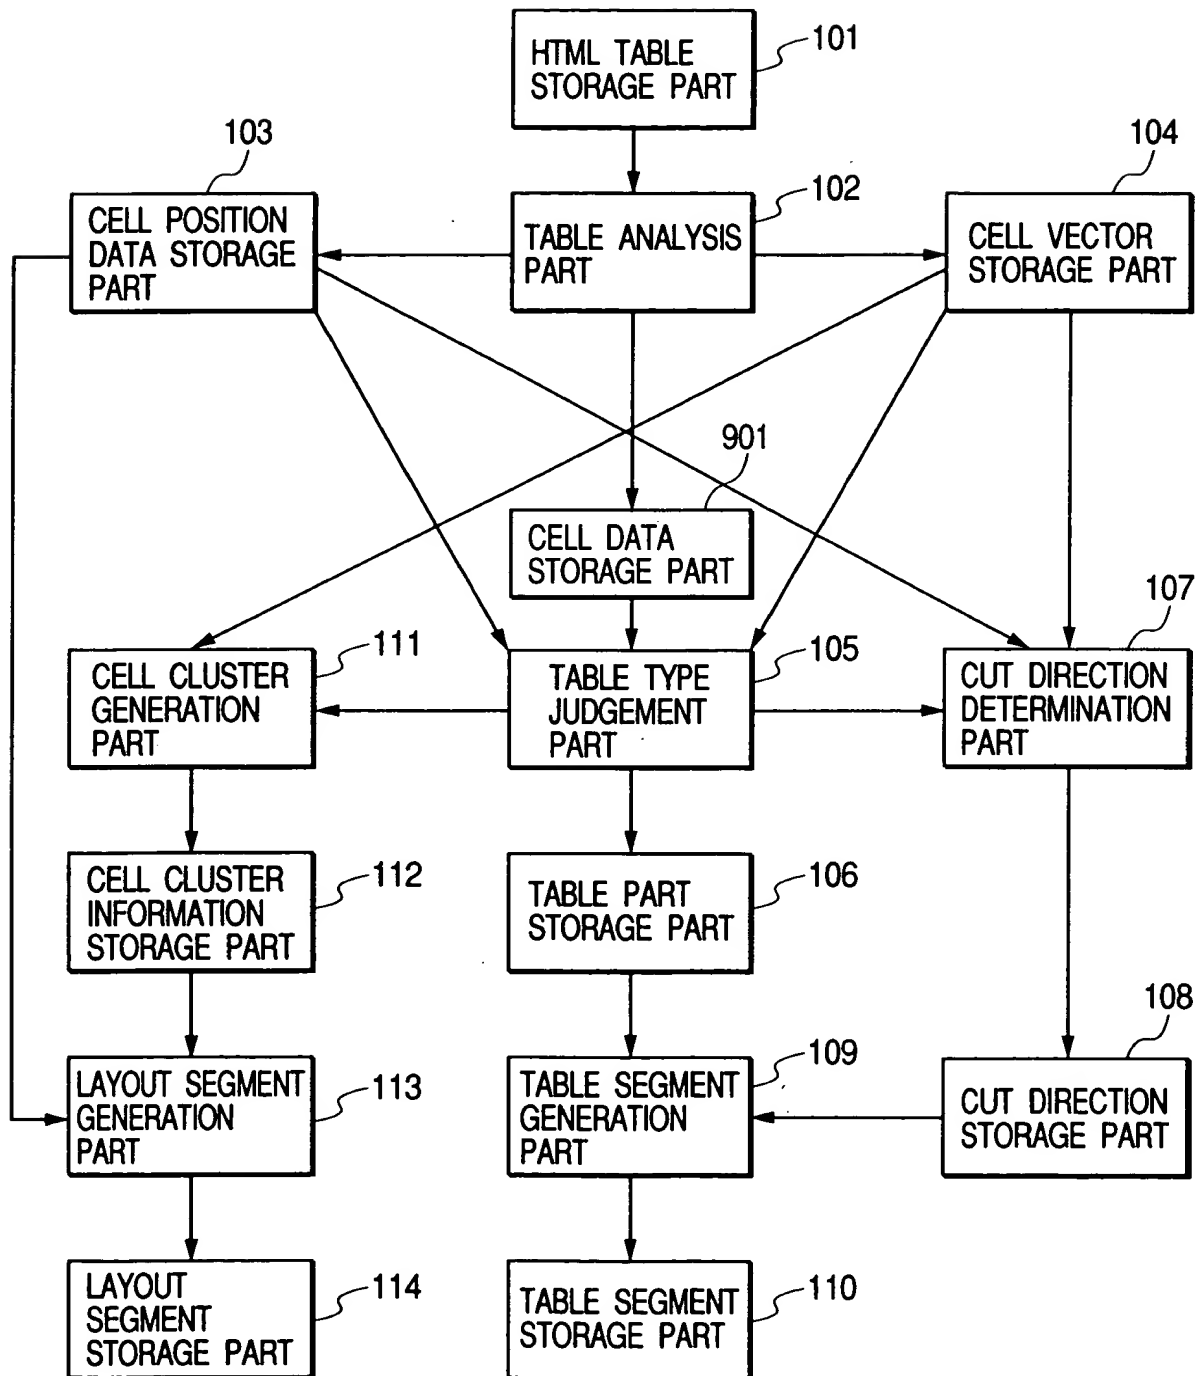 101
HTML TABLE
STORAGE PART
103
104
102
CELL POSITION
DATA STORAGE
PART
TABLE ANALYSIS
PART
CELL VECTOR
STORAGE PART
901
CELL DATA
STORAGE PART
107
111
105
CELL CLUSTER
GENERATION
PART
TABLE TYPE
JUDGEMENT
PART
CUT DIRECTION
DETERMINATION
PART
112
106
CELL CLUSTER
INFORMATION
STORAGE PART
TABLE PART
STORAGE PART
108
113
109
LAYOUT SEGMENT
GENERATION
PART
TABLE SEGMENT
GENERATION
PART
CUT DIRECTION
STORAGE PART
114
110
LAYOUT
SEGMENT
STORAGE PART
TABLE SEGMENT
STORAGE PART